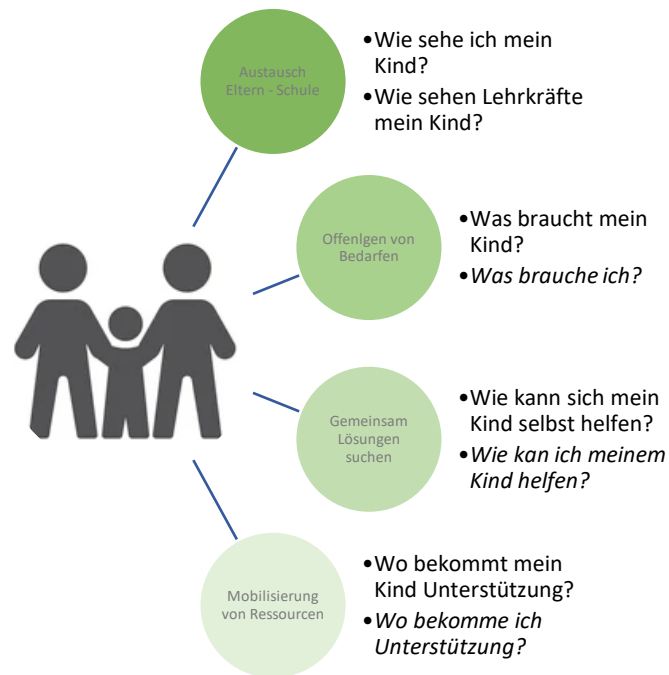 Austausch
Eltern - Schule
•Wie sehe ich mein
Kind?
•Wie sehen Lehrkräfte
mein Kind?
Offenlgen von
Bedarfen
•Was braucht mein
Kind?
•Was brauche ich?
Gemeinsam
Lösungen
suchen
•Wie kann sich mein
Kind selbst helfen?
•Wie kan ich meinem
Kind helfen?
Mobilisierung
von Ressourcen
•Wo bekommt mein
Kind Unterstützung?
•Wo bekomme ich
Unterstützung?